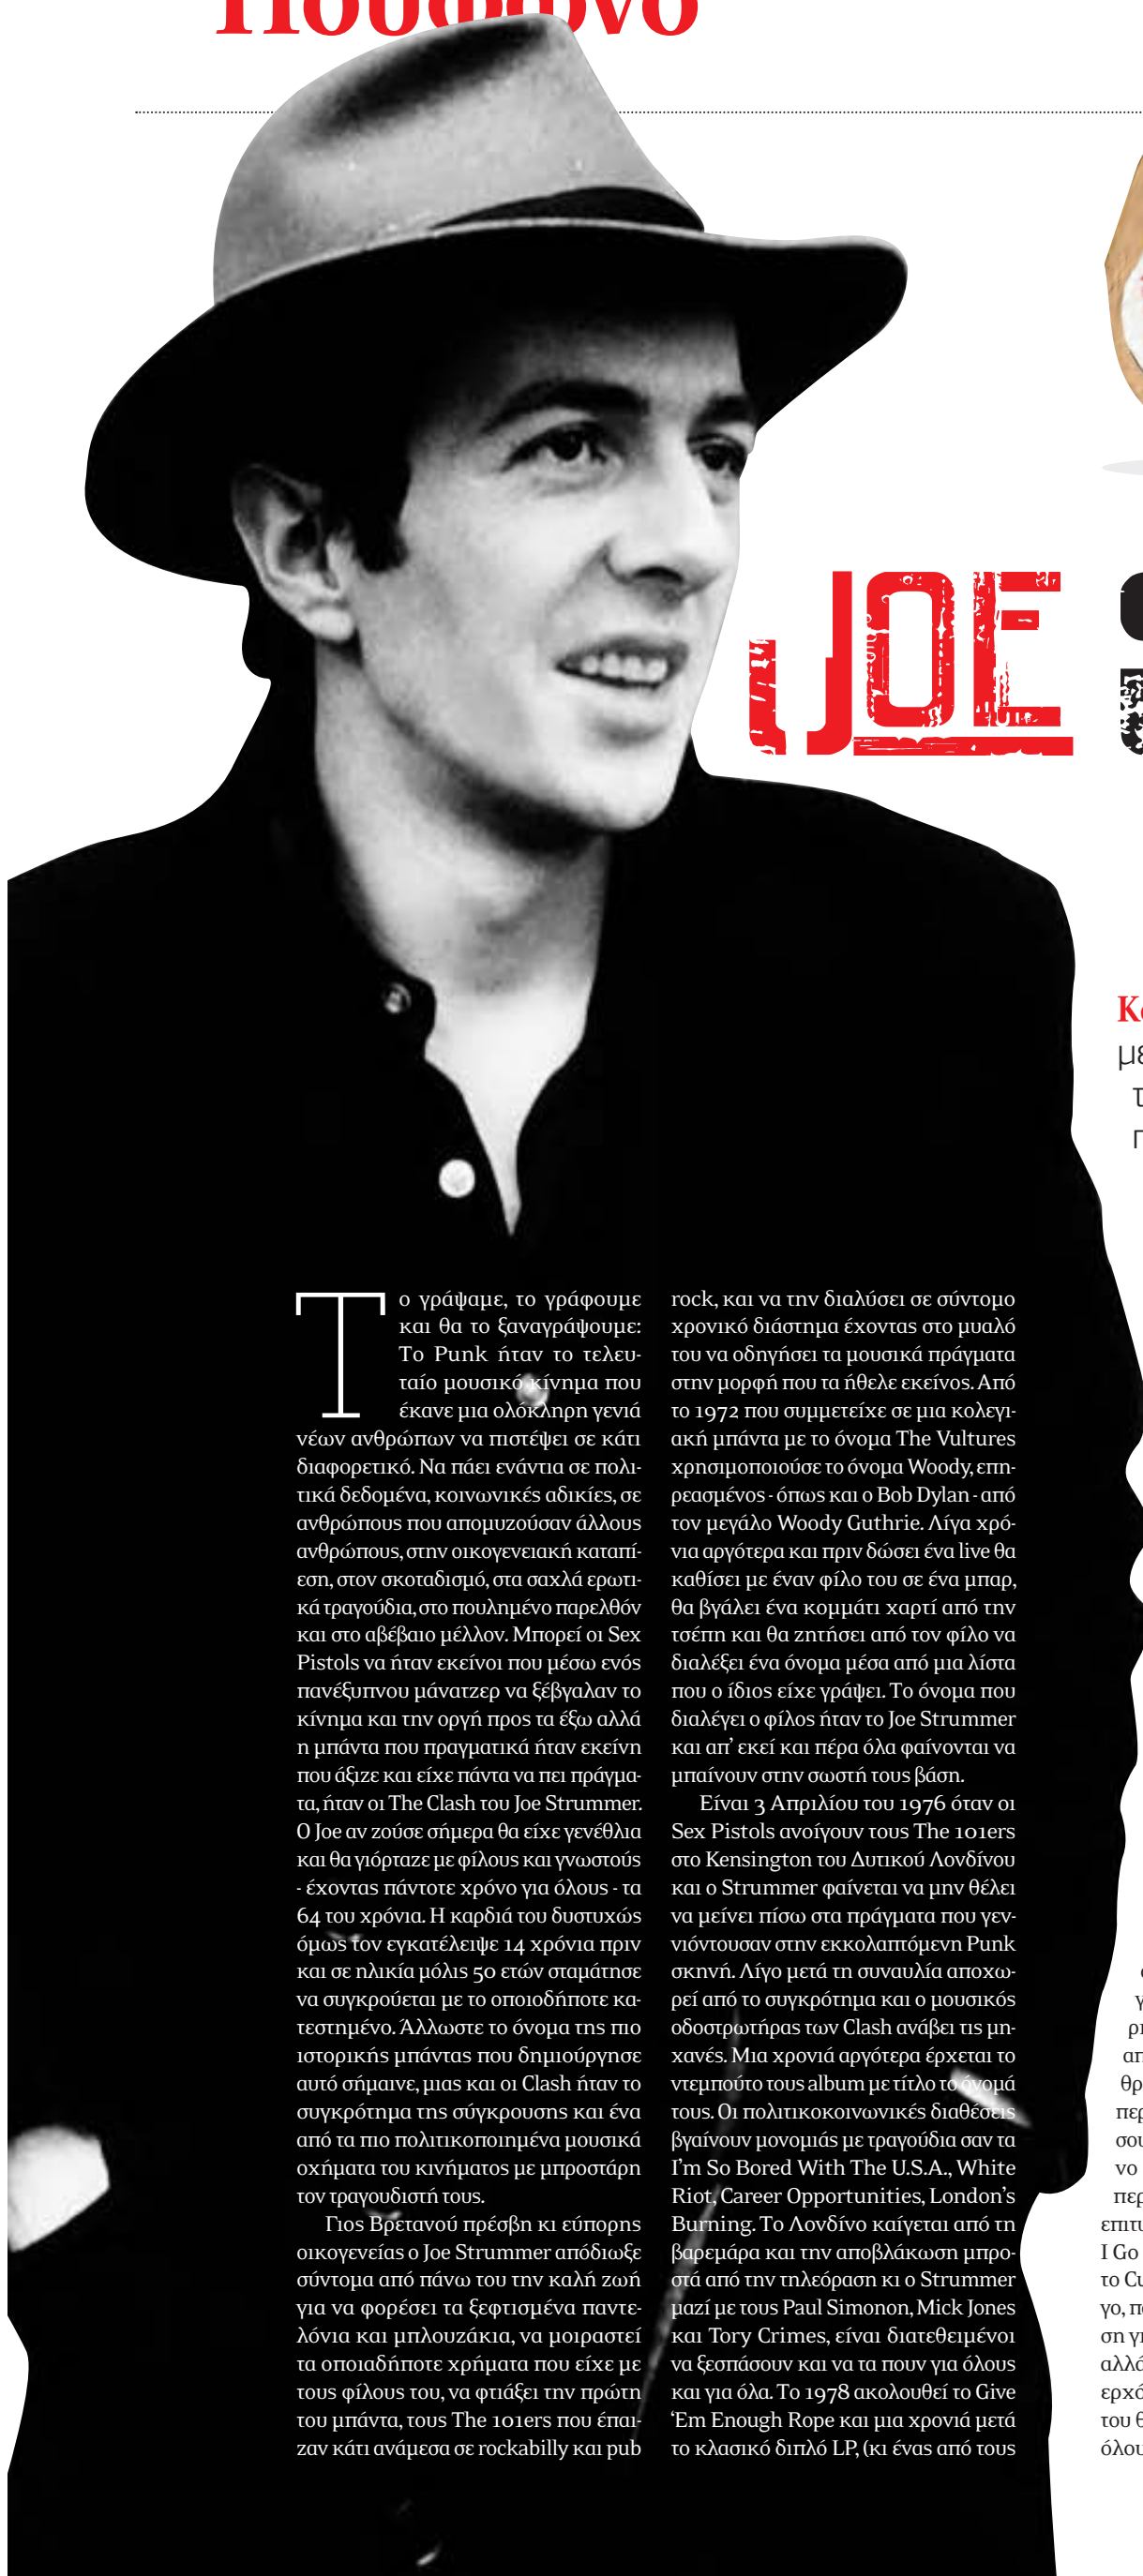 JOE
Το γράψαμε, το γράφουμε
και θα το ξαναγράψουμε:
Το Punk ήταν το τελευ-
ταίο μουσικό κίνημα που
έκανε μια ολόκληρη γενιά
νέων ανθρώπων να πιστέψει σε κάτι
διαφορετικό. Να πάει ενάντια σε πολι-
τικά δεδομένα, κοινωνικές αδικίες, σε
ανθρώπους που απομυζούσαν άλλους
ανθρώπους, στην οικογενειακή καταπί-
εση, στον σκοταδισμό, στα σαχλά ερωτι-
κά τραγούδια, στο πουλημένο παρελθόν
και στο αβέβαιο μέλλον. Μπορεί οι Sex
Pistols να ήταν εκείνοι που μέσω ενός
πανέξυπνου μάνατζερ να ξέβγαλαν το
κίνημα και την οργή προς τα έξω αλλά
η μπάντα που πραγματικά ήταν εκείνη
που άξιζε και είχε πάντα να πει πράγμα-
τα, ήταν οι The Clash του Joe Strummer.
Ο Joe αν ζούσε σήμερα θα είχε γενέθλια
και θα γιόρταζε με φίλους και γνωστούς
- έχοντας πάντοτε χρόνο για όλους - τα
64 του χρόνια. Η καρδιά του δυστυχώς
όμως τον εγκατέλειψε 14 χρόνια πριν
και σε ηλικία μόλις 50 ετών σταμάτησε
να συγκρούεται με το οποιοδήποτε κα-
τεστημένο. Άλλωστε το όνομα της πιο
ιστορικής μπάντας που δημιούργησε
αυτό σήμαινε, μιας και οι Clash ήταν το
συγκρότημα της σύγκρουσης και ένα
από τα πιο πολιτικοποιημένα μουσικά
οχήματα του κινήματος με μπροστάρη
τον τραγουδιστή τους.
Γιος Βρετανού πρέσβη κι εύπορης
οικογενείας ο Joe Strummer απόδιωξε
σύντομα από πάνω του την καλή ζωή
για να φορέσει τα ξεφτισμένα παντε-
λόνια και μπλουζάκια, να μοιραστεί
τα οποιαδήποτε χρήματα που είχε με
τους φίλους του, να φτιάξει την πρώτη
του μπάντα, τους The 101ers που έπαι-
ζαν κάτι ανάμεσα σε rockabilly και pub
rock, και να την διαλύσει σε σύντομο
χρονικό διάστημα έχοντας στο μυαλό
του να οδηγήσει τα μουσικά πράγματα
στην μορφή που τα ήθελε εκείνος. Από
το 1972 που συμμετείχε σε μια κολεγι-
ακή μπάντα με το όνομα The Vultures
χρησιμοποιούσε το όνομα Woody, επη-
ρεασμένος - όπως και ο Bob Dylan - από
τον μεγάλο Woody Guthrie. Λίγα χρό-
νια αργότερα και πριν δώσει ένα live θα
καθίσει με έναν φίλο του σε ένα μπαρ,
θα βγάλει ένα κομμάτι χαρτί από την
τσέπη και θα ζητήσει από τον φίλο να
διαλέξει ένα όνομα μέσα από μια λίστα
που ο ίδιος είχε γράψει. Το όνομα που
διαλέγει ο φίλος ήταν το Joe Strummer
και απ’ εκεί και πέρα όλα φαίνονται να
μπαίνουν στην σωστή τους βάση.
Είναι 3 Απριλίου του 1976 όταν οι
Sex Pistols ανοίγουν τους The 101ers
στο Kensington του Δυτικού Λονδίνου
και ο Strummer φαίνεται να μην θέλει
να μείνει πίσω στα πράγματα που γεν-
νιόντουσαν στην εκκολαπτόμενη Punk
σκηνή. Λίγο μετά τη συναυλία αποχω-
ρεί από το συγκρότημα και ο μουσικός
οδοστρωτήρας των Clash ανάβει τις μη-
χανές. Μια χρονιά αργότερα έρχεται το
ντεμπούτο τους album με τίτλο το όνομά
τους. Οι πολιτικοκοινωνικές διαθέσεις
βγαίνουν μονομιάς με τραγούδια σαν τα
I’m So Bored With The U.S.A., White
Riot, Career Opportunities, London’s
Burning. Το Λονδίνο καίγεται από τη
βαρεμάρα και την αποβλάκωση μπρο-
στά από την τηλεόραση κι ο Strummer
μαζί με τους Paul Simonon, Mick Jones
και Tory Crimes, είναι διατεθειμένοι
να ξεσπάσουν και να τα πουν για όλους
και για όλα. Το 1978 ακολουθεί το Give
‘Em Enough Rope και μια χρονιά μετά
το κλασικό διπλό LP, (κι ένας από τους